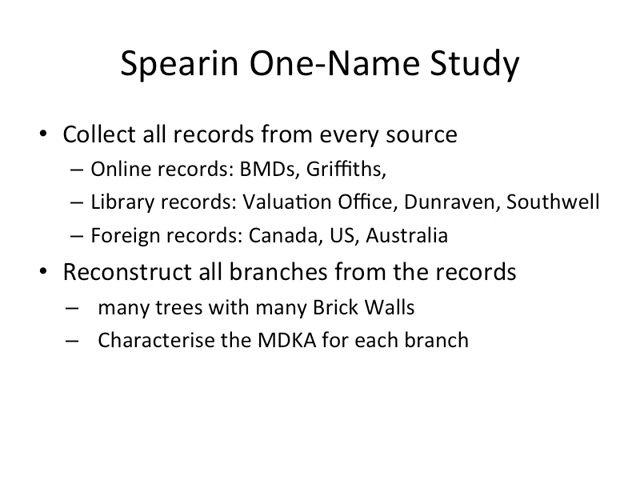 Spearin One-Name Study
• Collect all records from every source
– Online records: BMDs, Griffiths,
– Library records: Valuation Office, Dunraven, Southwell
– Foreign records: Canada, US, Australia
• Reconstruct all branches from the records
– many trees with many Brick Walls
– Characterise the MDKA for each branch